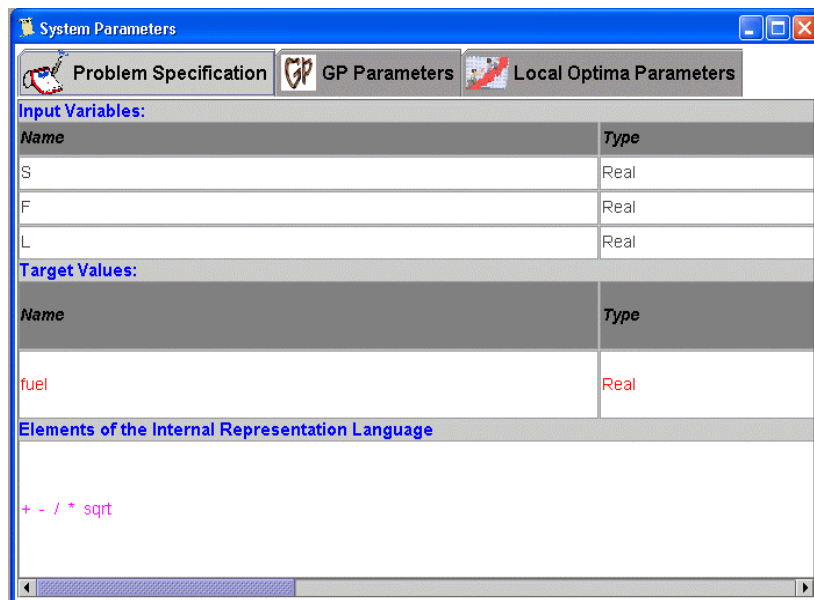 System Parameters
Problem Specification GP GP Parameters Local Optima Parameters
Input Variables:
Name Type
S Real
F Real
L Real
Target Values:
Name Type
fuel Real
Elements of the Internal Representation Language
+ - / * sqrt